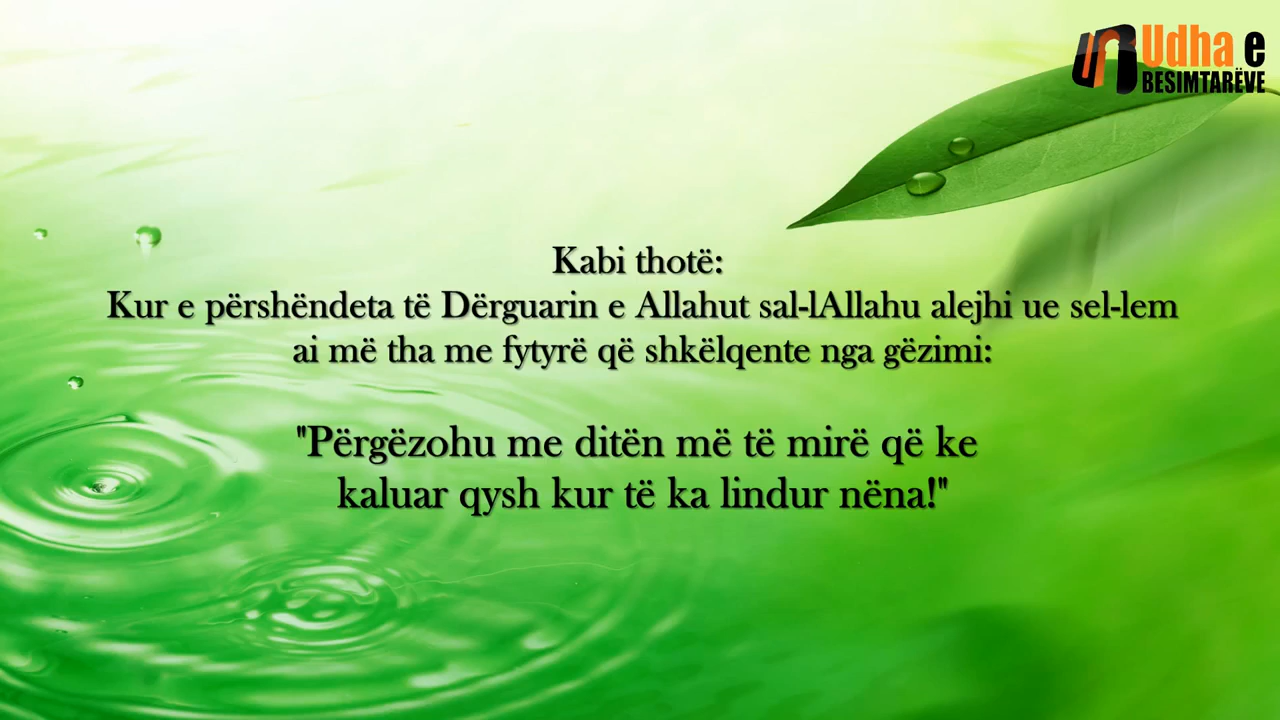 Udha e
BESIMTARËVE
Kabi thotë:
Kur e përshëndeta të Dërguarin e Allahut sal-lAllahu alejhi ue sel-lem
ai më tha me fytyrë që shkëlqente nga gëzimi:
"Përgëzohu me ditën më të mirë që ke
kaluar qysh kur të ka lindur nëna!"